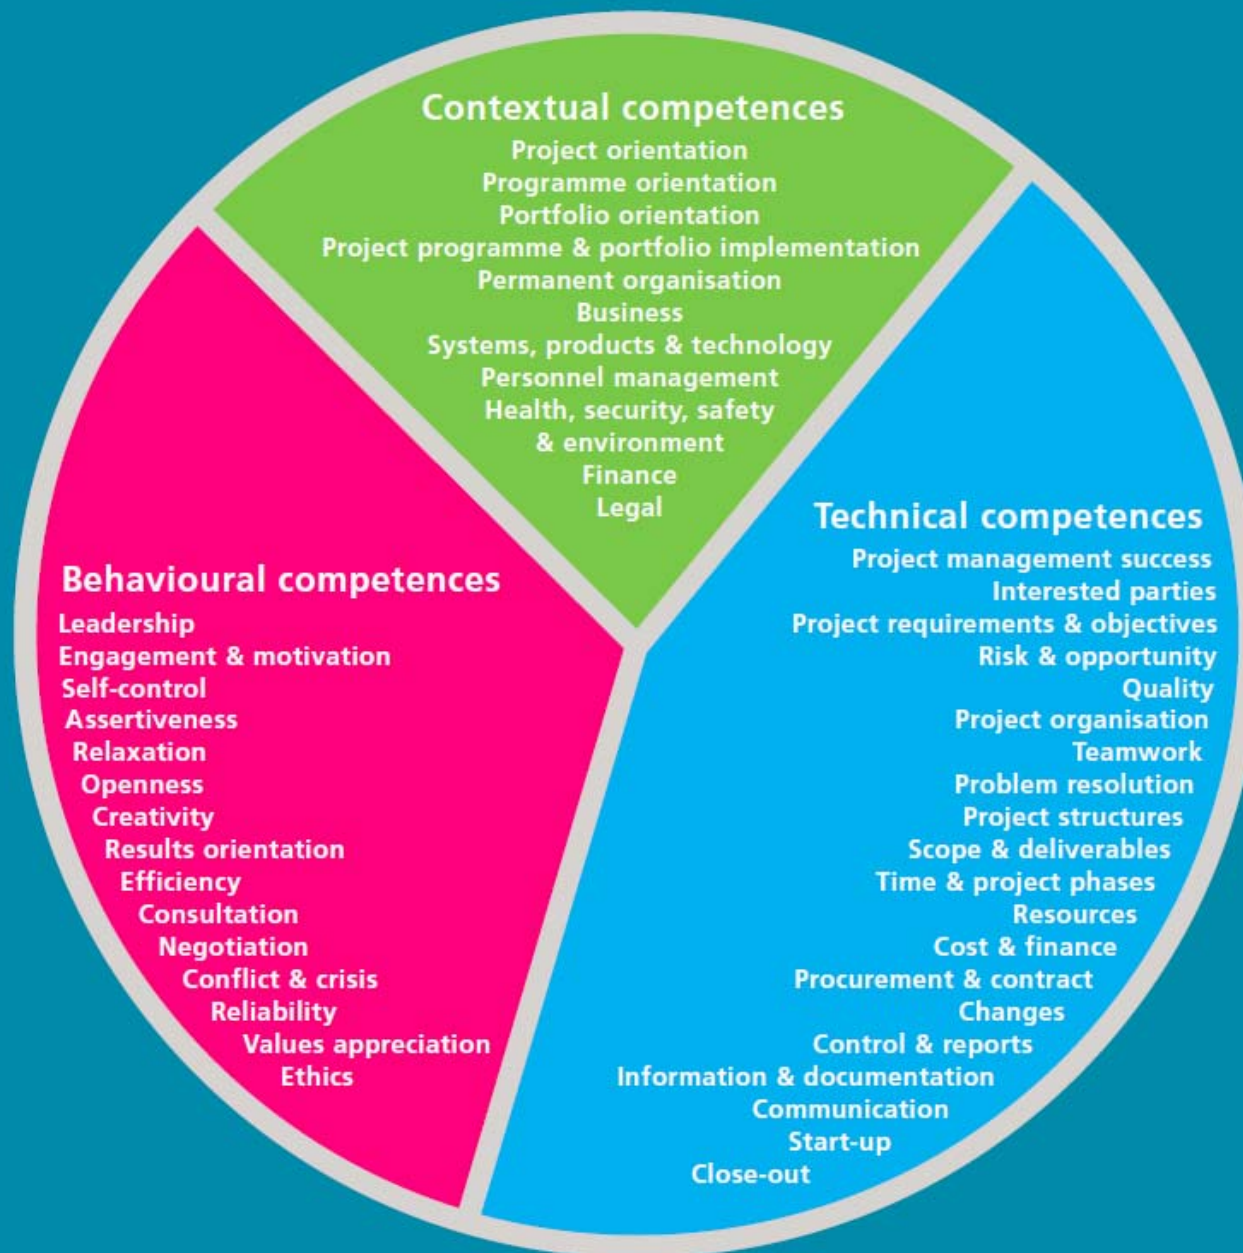 Contextual competences
Project orientation
Programme orientation
Portfolio orientation
Project programme & portfolio implementation
Permanent organisation
Business
Systems, products & technology
Personnel management
Health, security, safety
& environment
Finance
Legal
Behavioural competences
Leadership
Engagement & motivation
Self-control
Assertiveness
Relaxation
Openness
Creativity
Results orientation
Efficiency
Consultation
Negotiation
Conflict & crisis
Reliability
Values appreciation
Ethics
Technical competences
Project management success
Interested parties
Project requirements & objectives
Risk & opportunity
Quality
Project organisation
Teamwork
Problem resolution
Project structures
Scope & deliverables
Time & project phases
Resources
Cost & finance
Procurement & contract
Changes
Control & reports
Information & documentation
Communication
Start-up
Close-out